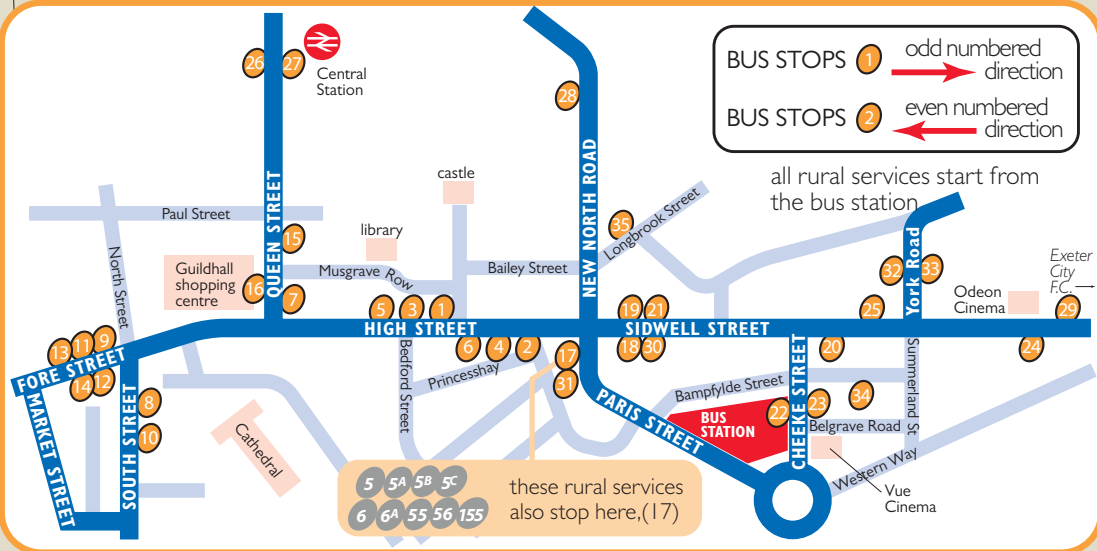 BUS STOPS 1 odd numbered
direction
BUS STOPS 2 even numbered
direction
all rural services start from
the bus station
26
27
Central
Station
28
castle
library
Paul Street
North Street
QUEEN STREET
15
Guildhall
shopping
centre
16
7
Musgrave Row
Bailey Street
NEW NORTH ROAD
35
Longbrook Street
York Road
32
33
Exeter
City
F.C.
Odeon
Cinema
29
5
3
1
19
21
25
HIGH STREET
SIDWELL STREET
13
11
9
FORE STREET
14
12
6
4
2
17
31
18
30
20
24
Bedford Street
Princesshay
MARKET STREET
SOUTH STREET
8
10
Cathedral
PARIS STREET
Bampfylde Street
BUS
STATION
22
CHEEKE STREET
23
34
Belgrave Road
Summerland St
Western Way
Vue
Cinema
5 5A 5B 5C
6 6A 55 56 155
these rural services
also stop here,(17)